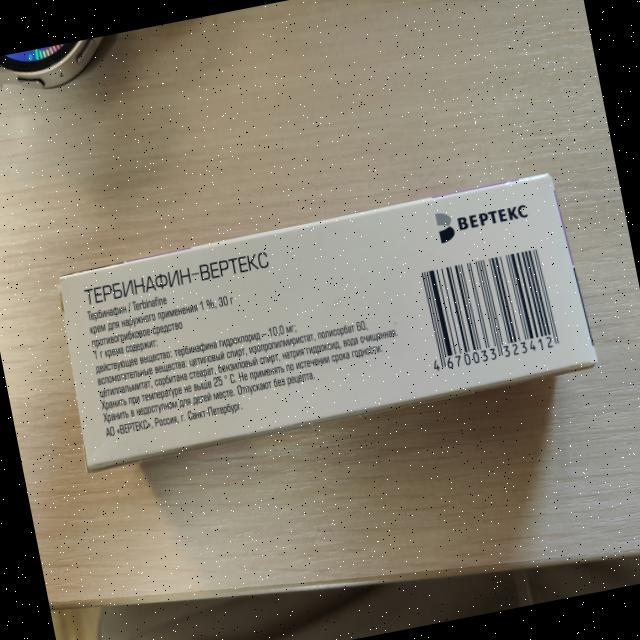 ВЕРТЕКС
ТЕРБИНАФИН-ВЕРТЕКС
Тербинафин / Terbinafine
крем для наружного применения 1 %, 30 г
противогрибковое средство
1 г крема содержит:
действующее вещество: тербинафина гидрохлорид – 10,0 мг;
вспомогательные вещества: цетиловый спирт, изопропилмиристат, полисорбат 60,
цетилпальмитат, сорбитана стеарат, бензиловый спирт, натрия гидроксид, вода очищенная.
Хранить при температуре не выше 25 ° С. Не применять по истечении срока годности.
Хранить в недоступном для детей месте. Отпускают без рецепта.
АО «ВЕРТЕКС», Россия, г. Санкт-Петербург.
4 670033 323412